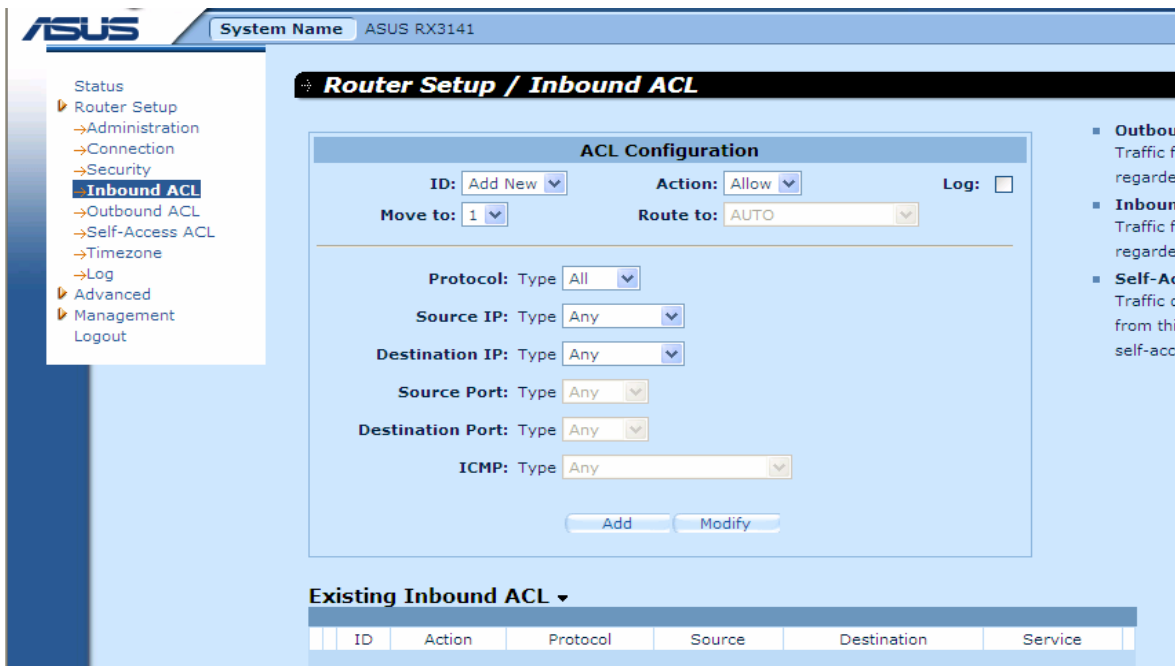 ASUS
System Name ASUS RX3141
Status
Router Setup
→Administration
→Connection
→Security
→Inbound ACL
→Outbound ACL
→Self-Access ACL
→Timezone
→Log
Advanced
Management
Logout
Router Setup / Inbound ACL
ACL Configuration
ID: Add New Action: Allow Log:
Move to: 1 Route to: AUTO
Protocol: Type All
Source IP: Type Any
Destination IP: Type Any
Source Port: Type Any
Destination Port: Type Any
ICMP: Type Any
Add Modify
Existing Inbound ACL
ID Action Protocol Source Destination Service
Outbou
Traffic f
regarde
Inboun
Traffic f
regarde
Self-Ac
Traffic
from thi
self-acc